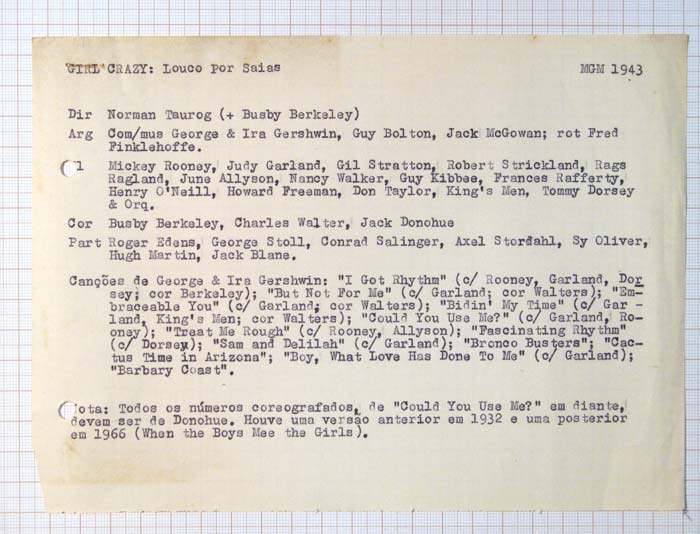 GIRL CRAZY: Louco por Saias MGM 1943
Dir Norman Taurog (+ Busby Berkeley)
Arg Com/mus George & Ira Gershwin, Guy Bolton, Jack McGowan; rot Fred
Finklehoffe.
l Mickey Rooney, Judy Garland, Gil Stratton, Robert Strickland, Rags
Ragland, June Allyson, Nancy Walker, Guy Kibbee, Frances Rafferty,
Henry O'Neill, Howard Freeman, Don Taylor, King's Men, Tommy Dorsey
& Orq.
Cor Busby Berkeley, Charles Walter, Jack Donohue
Part Roger Edens, George Stoll, Conrad Salinger, Axel Stordahl, Sy Oliver,
Hugh Martin, Jack Blane.
Canções de George & Ira Gershwin: "I Got Rhythm" (c/ Rooney, Garland, Dor
sey; cor Berkeley); "But Not For Me" (c/ Garland; cor Walters); "Em-
braceable You" (c/ Garland; cor Walters); "Bidin' My Time" (c/ Gar -
land, King's Men; cor Walters); "Could You Use Me?" (c/ Garland, Ro-
oney); "Treat Me Rough" (c/ Rooney, Allyson); "Fascinating Rhythm"
(c/ Dorsey); "Sam and Delilah" (c/ Garland); "Bronco Busters"; "Cac-
tus Time in Arizona"; "Boy, What Love Has Done To Me" (c/ Garland);
"Barbary Coast".
ota: Todos os números coreografados, de "Could You Use Me?" em diante,
devem ser de Donohue. Houve uma versão anterior em 1932 e uma posterior
em 1966 (When the Boys Mee the Girls).